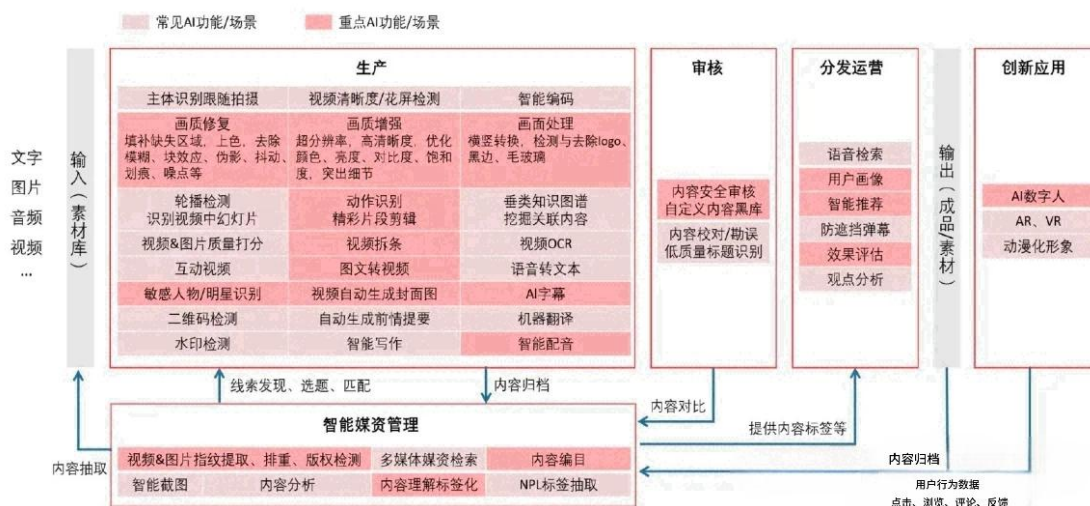 常见AI功能/场景
重点AI功能/场景
文字
图片
音频
视频
...
输入（素材库）
生产
主体识别跟随拍摄
视频清晰度/花屏检测
智能编码
画质修复
填补缺失区域，上色，去除
模糊、块效应、伪影、抖动、
划痕、噪点等
画质增强
超分辨率，高清晰度，优化
颜色、亮度、对比度、饱和
度，突出细节
画面处理
横竖转换，检测与去除logo、
黑边、毛玻璃
轮播检测
识别视频中幻灯片
动作识别
精彩片段剪辑
垂类知识图谱
挖掘关联内容
视频&图片质量打分
视频拆条
视频OCR
互动视频
图文转视频
语音转文本
敏感人物/明星识别
视频自动生成封面图
AI字幕
二维码检测
自动生成前情提要
机器翻译
水印检测
智能写作
智能配音
审核
内容安全审核
自定义内容黑库
内容校对/勘误
低质量标题识别
分发运营
语音检索
用户画像
智能推荐
防遮挡弹幕
效果评估
观点分析
输出（成品/素材）
创新应用
AI数字人
AR、VR
动漫化形象
线索发现、选题、匹配
内容归档
内容对比
提供内容标签等
内容抽取
智能媒资管理
视频&图片指纹提取、排重、版权检测
多媒体媒资检索
内容编目
智能截图
内容分析
内容理解标签化
NPL标签抽取
内容归档
用户行为数据
点击、浏览、评论、反馈